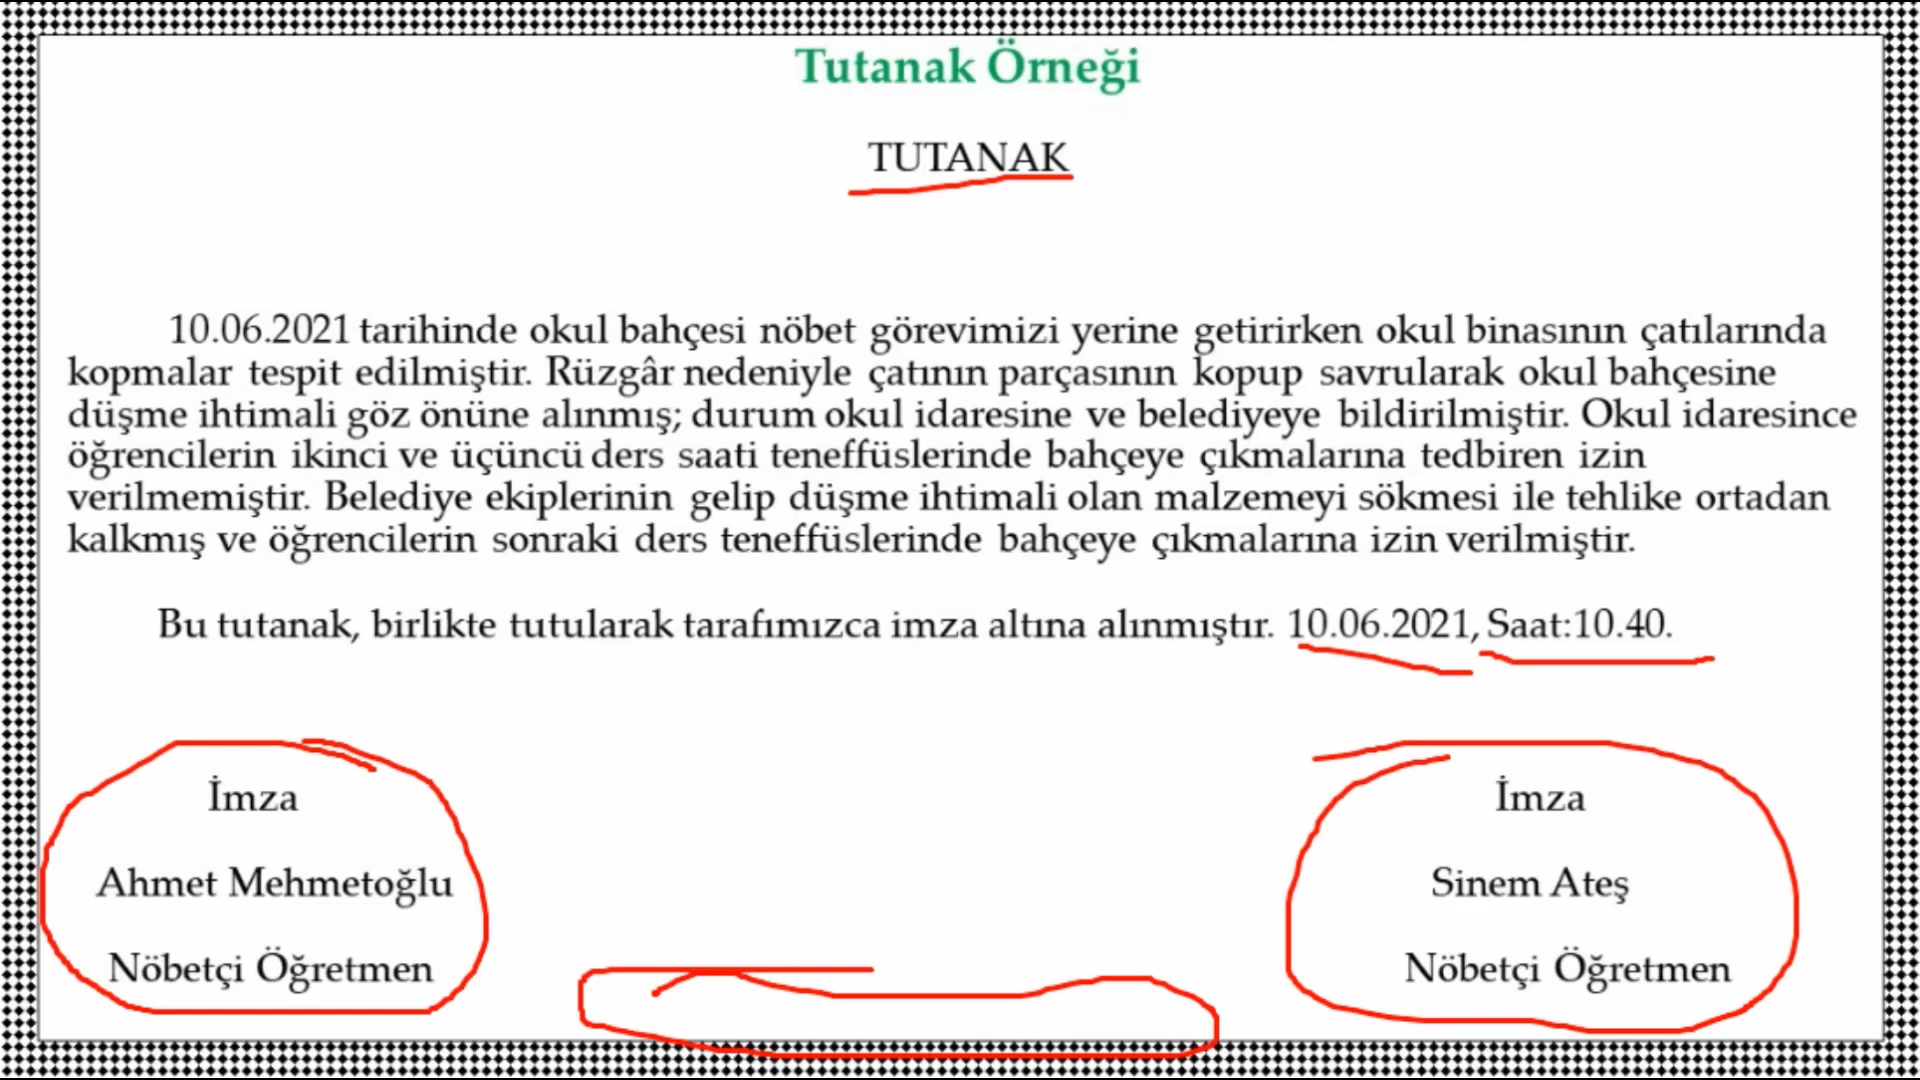 Tutanak Örneği
TUTANAK
10.06.2021 tarihinde okul bahçesi nöbet görevimizi yerine getirirken okul binasının çatılarında
kopmalar tespit edilmiştir. Rüzgâr nedeniyle çatının parçasının kopup savrularak okul bahçesine
düşme ihtimali göz önüne alınmış; durum okul idaresine ve belediyeye bildirilmiştir. Okul idaresince
öğrencilerin ikinci ve üçüncü ders saati teneffüslerinde bahçeye çıkmalarına tedbiren izin
verilmemiştir. Belediye ekiplerinin gelip düşme ihtimali olan malzemeyi sökmesi ile tehlike ortadan
kalkmış ve öğrencilerin sonraki ders teneffüslerinde bahçeye çıkmalarına izin verilmiştir.
Bu tutanak, birlikte tutularak tarafımızca imza altına alınmıştır. 10.06.2021, Saat:10.40.
İmza
Ahmet Mehmetoğlu
Nöbetçi Öğretmen
İmza
Sinem Ateş
Nöbetçi Öğretmen